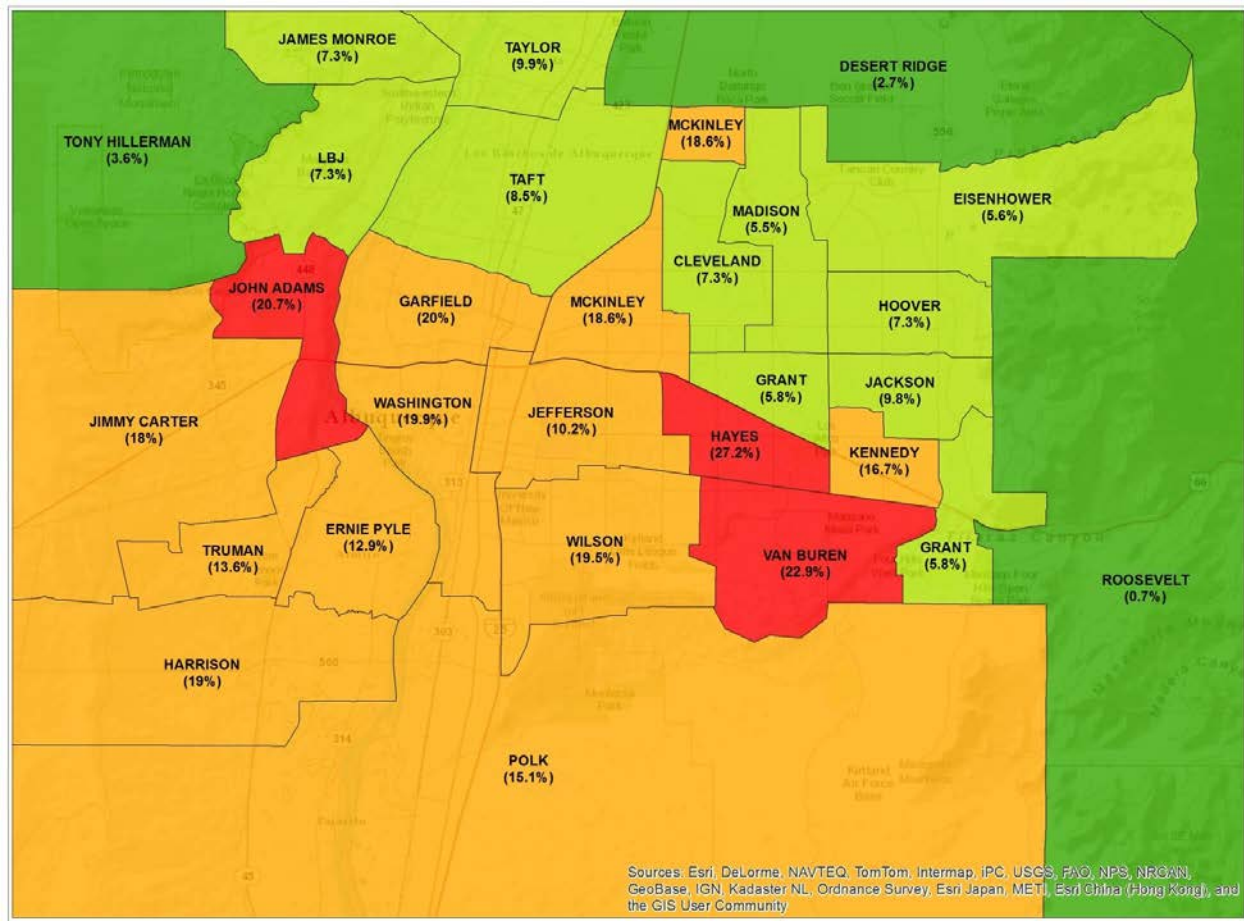 JAMES MONROE
(7.3%)
TAYLOR
(9.9%)
DESERT RIDGE
(2.7%)
TONY HILLERMAN
(3.6%)
LBJ
(7.3%)
MCKINLEY
(18.6%)
TAFT
(8.5%)
MADISON
(5.5%)
EISENHOWER
(5.6%)
CLEVELAND
(7.3%)
JOHN ADAMS
(20.7%)
GARFIELD
(20%)
MCKINLEY
(18.6%)
HOOVER
(7.3%)
GRANT
(5.8%)
JACKSON
(9.8%)
JIMMY CARTER
(18%)
WASHINGTON
(19.9%)
Albuquerque
JEFFERSON
(10.2%)
HAYES
(27.2%)
KENNEDY
(16.7%)
TRUMAN
(13.6%)
ERNIE PYLE
(12.9%)
WILSON
(19.5%)
VAN BUREN
(22.9%)
GRANT
(5.8%)
ROOSEVELT
(0.7%)
HARRISON
(19%)
POLK
(15.1%)
Kirtland
Air Force
Base
Sources: Esri, DeLorme, NAVTEQ, TomTom, Intermap, iPC, USGS, FAO, NPS, NRCAN,
GeoBase, IGN, Kadaster NL, Ordnance Survey, Esri Japan, METI, Esri China (Hong Kong), and
the GIS User Community